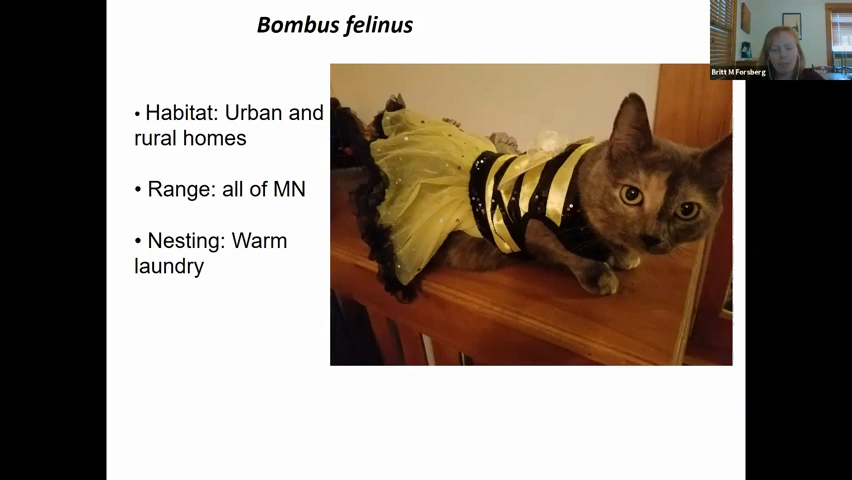 Bombus felinus
Britt M Forsberg
• Habitat: Urban and
rural homes
• Range: all of MN
• Nesting: Warm
laundry